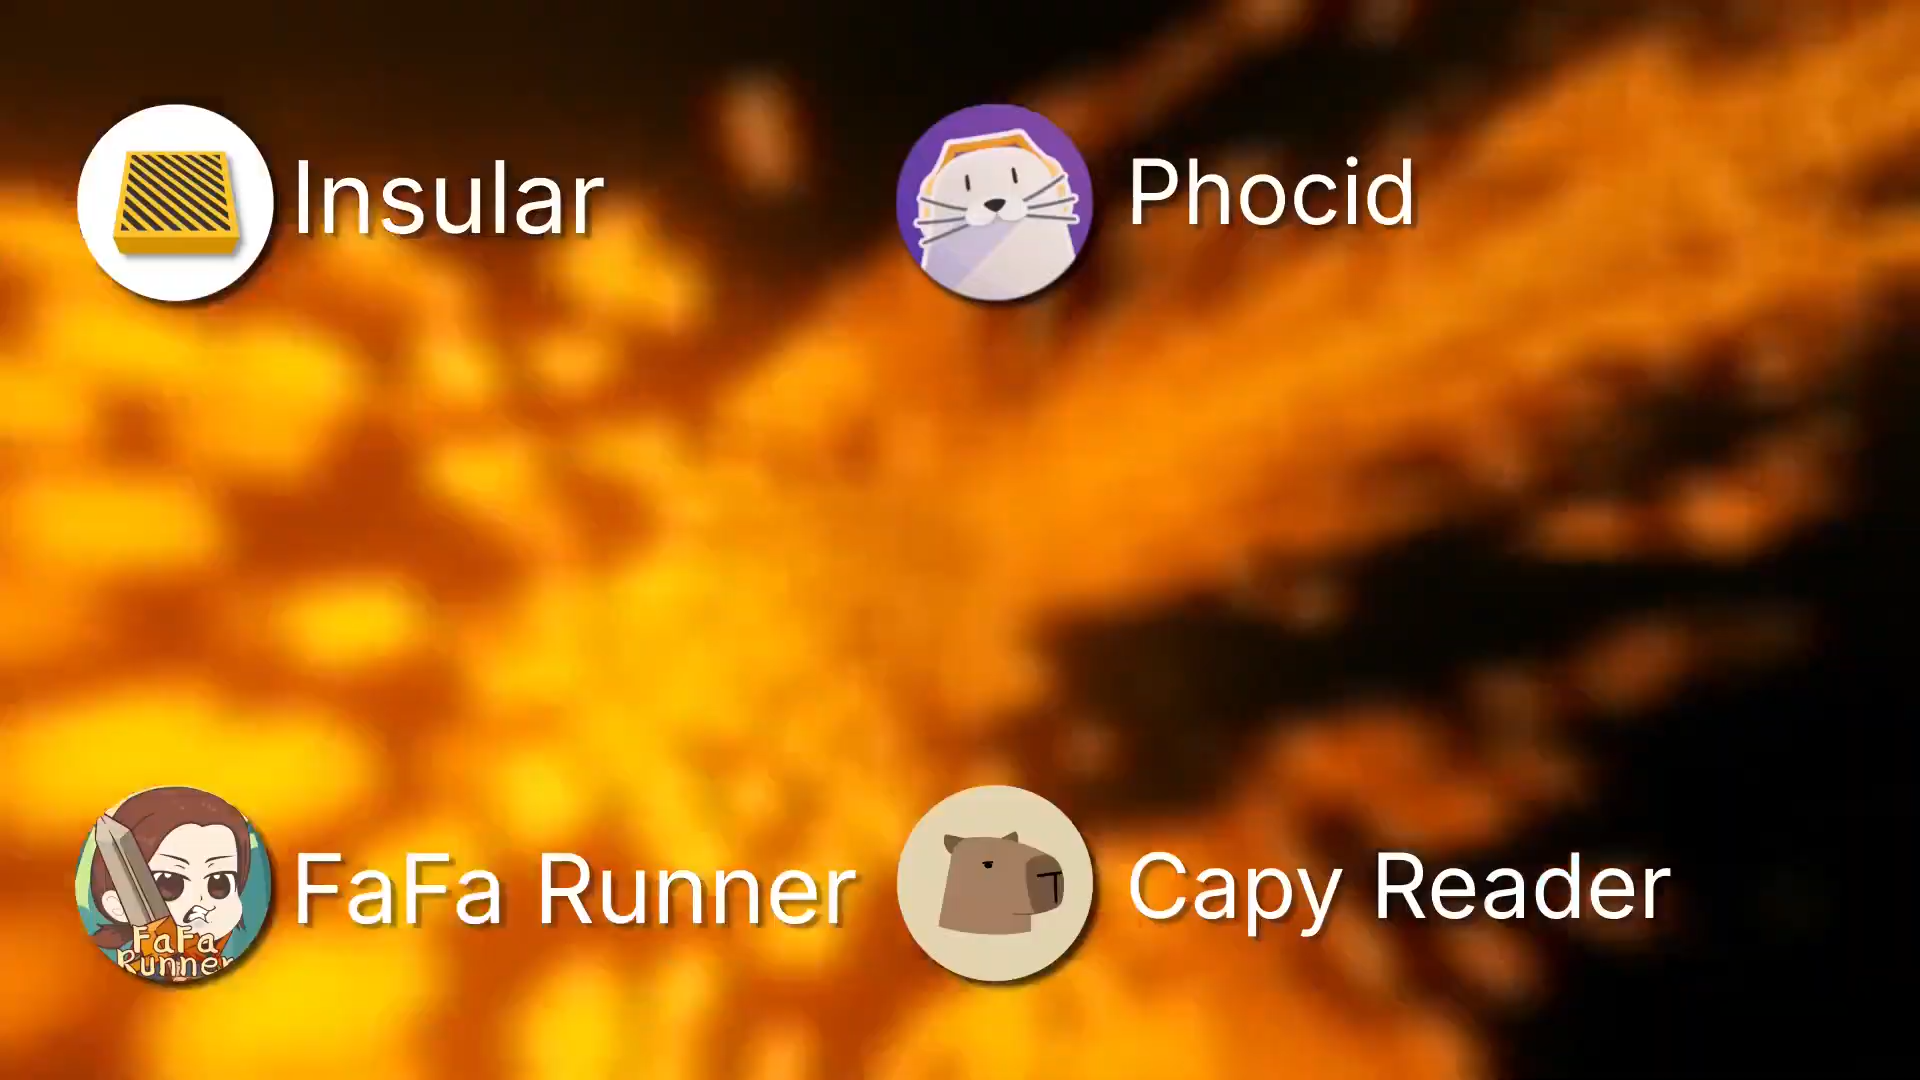 Insular
Phocid
FaFa Runner
FaFa
Runner
Capy Reader